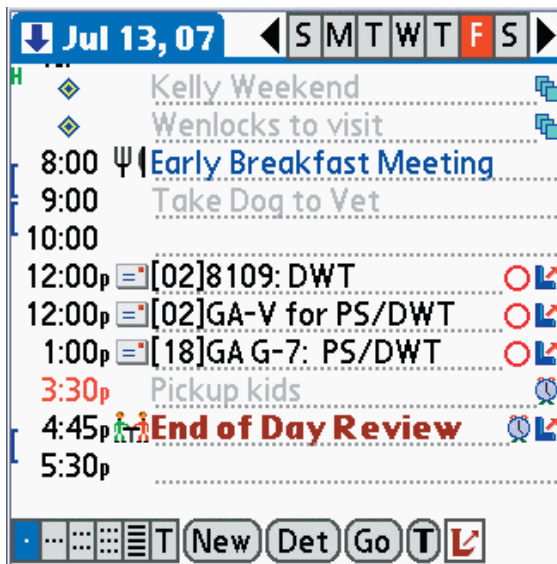 Jul 13, 07 S M T W T F S
H
Kelly Weekend
Wenlocks to visit
8:00 Early Breakfast Meeting
9:00 Take Dog to Vet
10:00
12:00p [02]8109: DWT
12:00p [02]GA-V for PS/DWT
1:00p [18]GA G-7: PS/DWT
3:30p Pickup kids
4:45p End of Day Review
5:30p
T New Det Go T